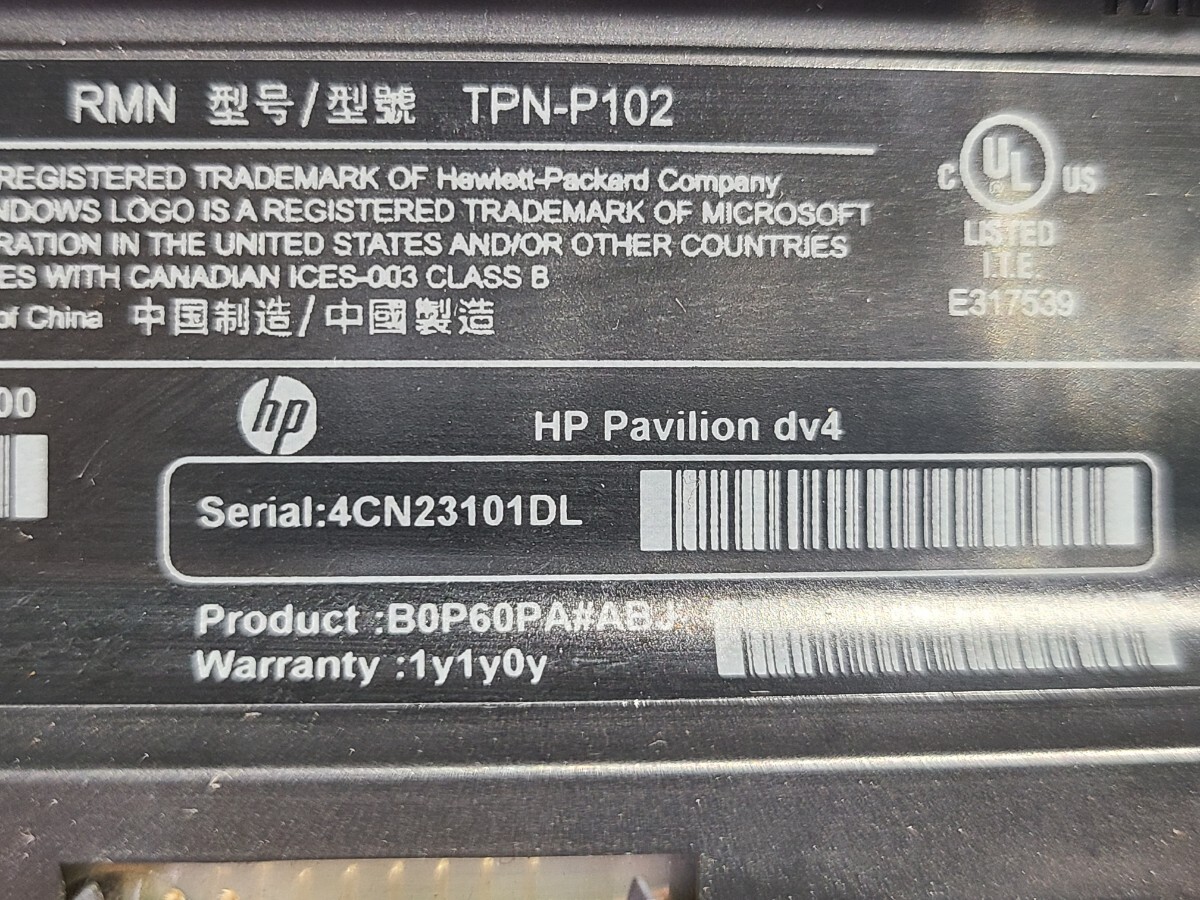 RMN 型号/型號 TPN-P102
REGISTERED TRADEMARK OF Hewlett-Packard Company
NDOWS LOGO IS A REGISTERED TRADEMARK OF MICROSOFT
RATION IN THE UNITED STATES AND/OR OTHER COUNTRIES
ES WITH CANADIAN ICES-003 CLASS B
of China 中国制造/中國製造
C UL ® US
LISTED
I.T.E.
E317539
00
hp
HP Pavilion dv4
Serial:4CN23101DL
Product :B0P60PA#ABJ
Warranty :1y1y0y